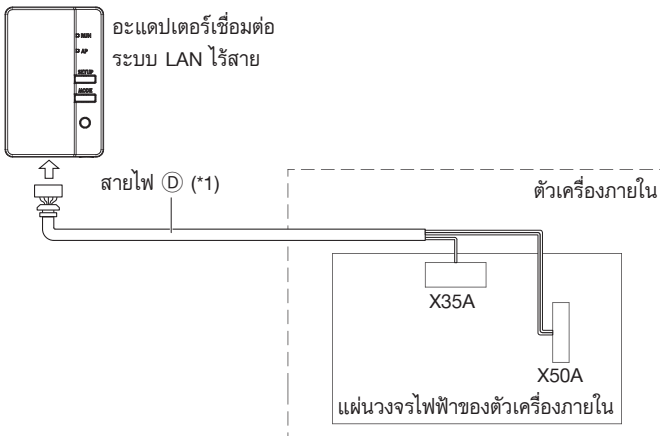 อะแดปเตอร์เชื่อมต่อ
ระบบ LAN ไร้สาย
RUN
AP
SETUP
MODE
สายไฟ Ⓓ (*1)
ตัวเครื่องภายใน
X35A
X50A
แผ่นวงจรไฟฟ้าของตัวเครื่องภายใน